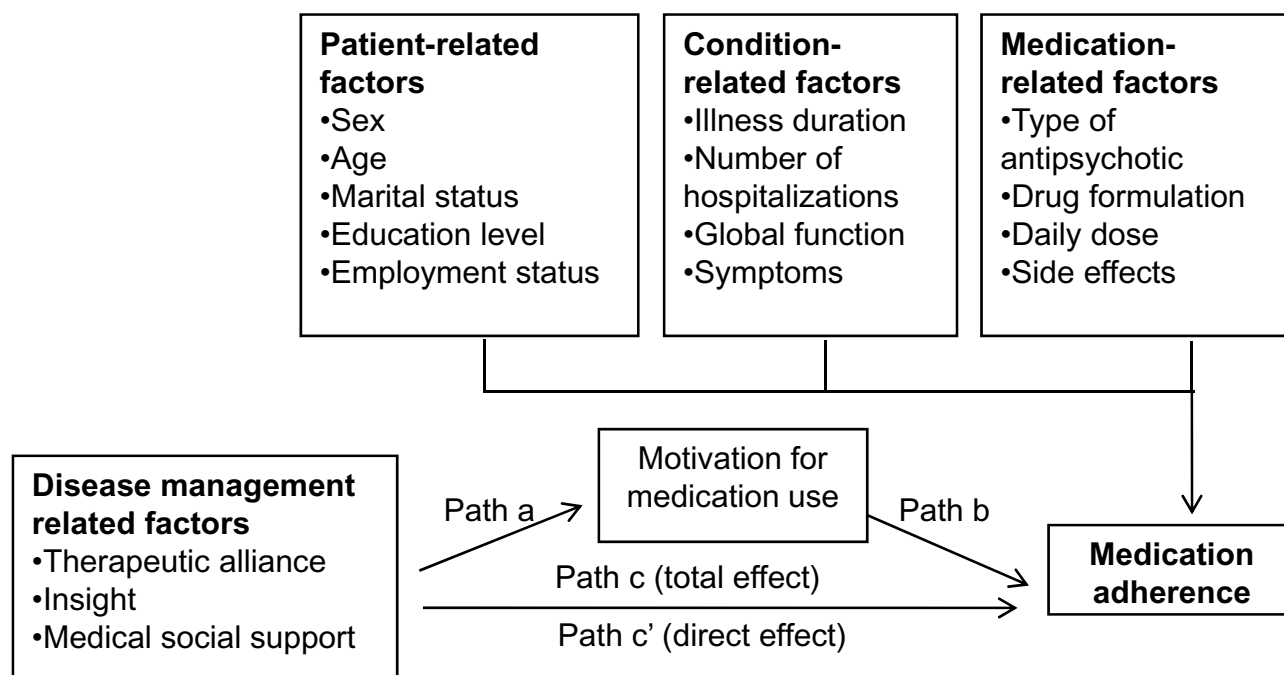 Patient-related
factors
•Sex
•Age
•Marital status
•Education level
•Employment status
Condition-
related factors
•Illness duration
•Number of
hospitalizations
•Global function
•Symptoms
Medication-
related factors
•Type of
antipsychotic
•Drug formulation
•Daily dose
•Side effects
Disease management
related factors
•Therapeutic alliance
•Insight
•Medical social support
Path a
Motivation for
medication use
Path b
Path c (total effect)
Path c’ (direct effect)
Medication
adherence